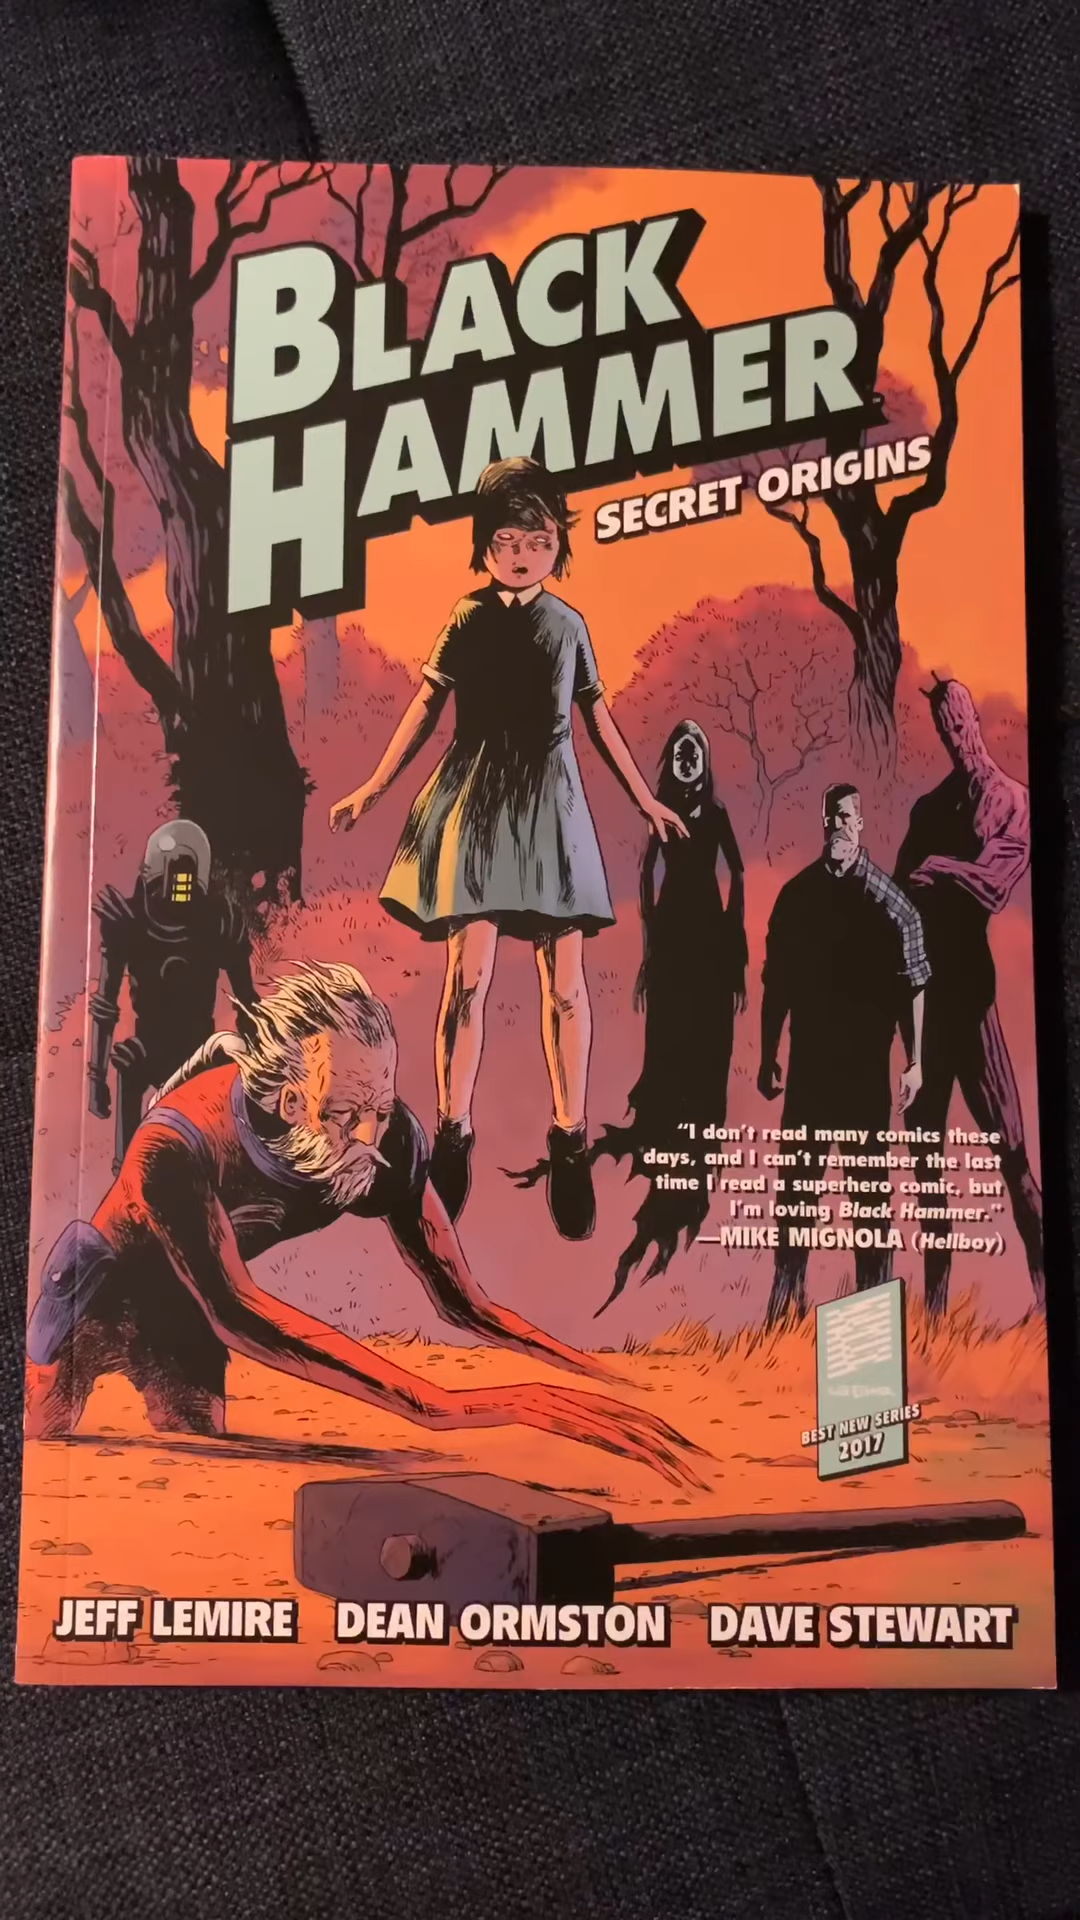 BLACK
HAMMER
SECRET ORIGINS
"I don't read many comics these
days, and I can't remember the last
time I read a superhero comic, but
I'm loving Black Hammer."
—MIKE MIGNOLA (Hellboy)
BEST NEW SERIES
2017
JEFF LEMIRE DEAN ORMSTON DAVE STEWART